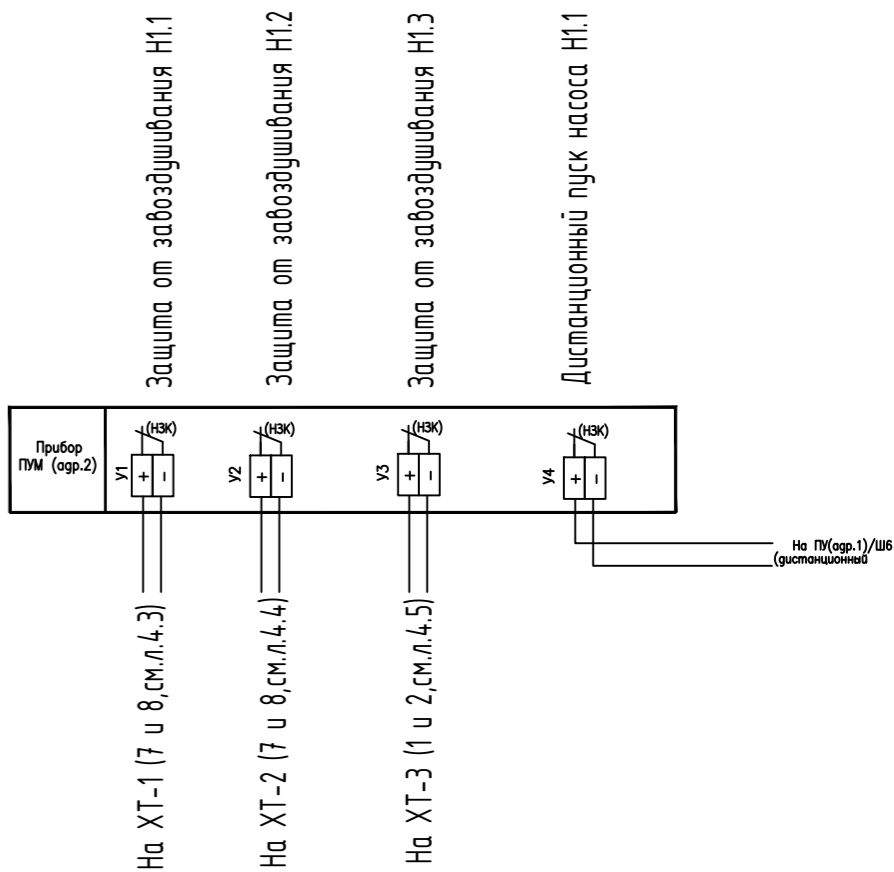 Защита от завоздушивания Н1.1
Защита от завоздушивания Н1.2
Защита от завоздушивания Н1.3
Дистанционный пуск насоса Н1.1
Прибор
ПУМ (адр.2)
У1
+
-
(НЗК)
У2
+
-
(НЗК)
У3
+
-
(НЗК)
У4
+
-
(НЗК)
На ПУ(адр.1)/Ш6
(дистанционный
На ХТ-1 (7 и 8,см.л.4.3)
На ХТ-2 (7 и 8,см.л.4.4)
На ХТ-3 (1 и 2,см.л.4.5)